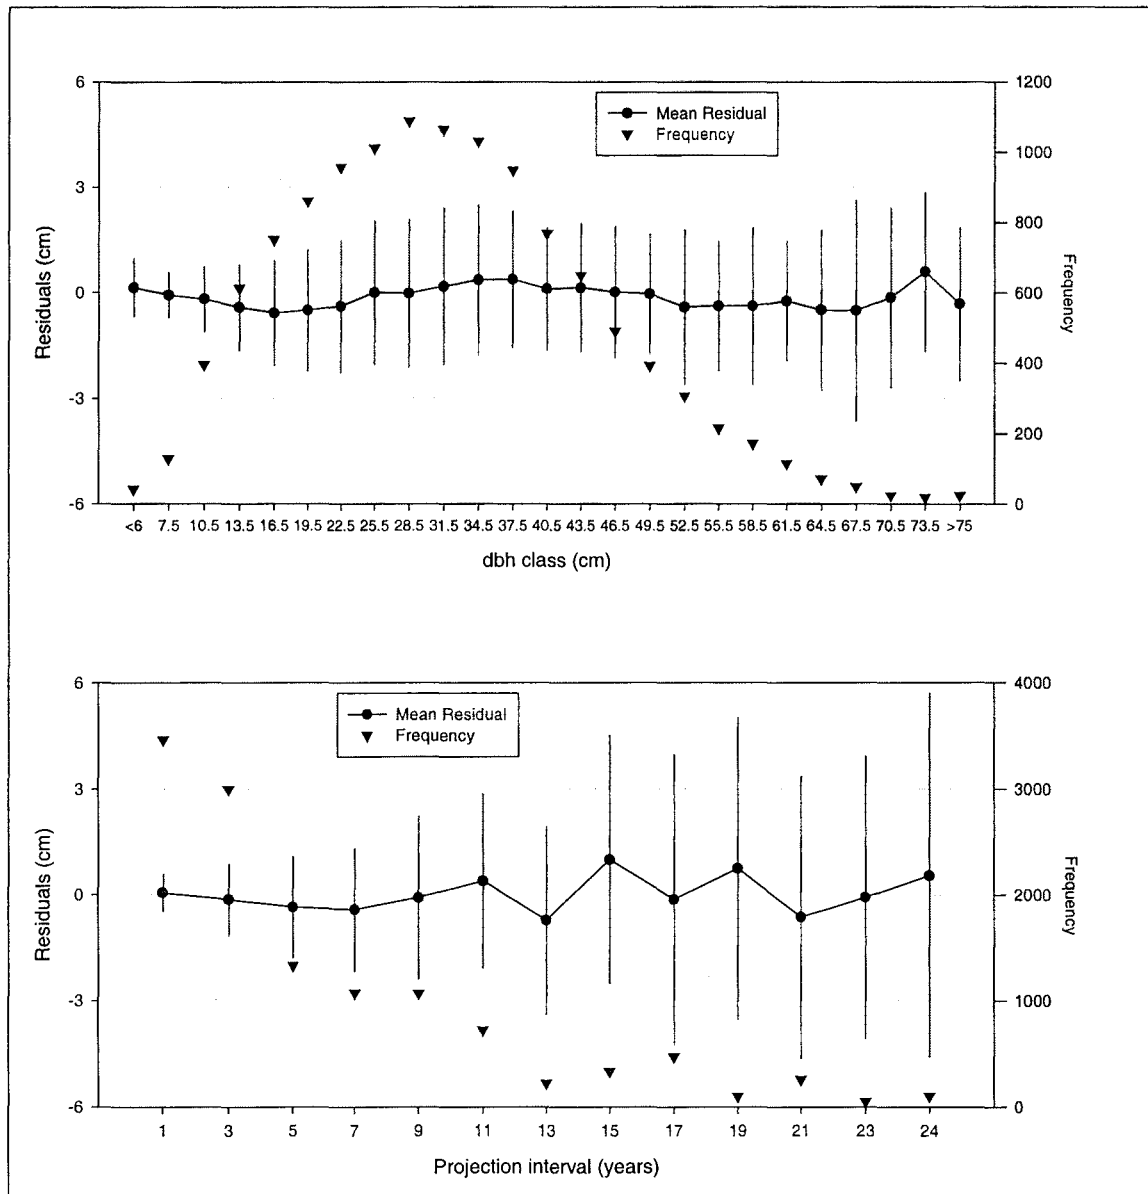 6
1200
Mean Residual
Frequency
1000
3
800
Residuals (cm)
0
600
Frequency
400
-3
200
-6
0
<6 7.5 10.5 13.5 16.5 19.5 22.5 25.5 28.5 31.5 34.5 37.5 40.5 43.5 46.5 49.5 52.5 55.5 58.5 61.5 64.5 67.5 70.5 73.5 >75
dbh class (cm)
6
4000
Mean Residual
Frequency
3
3000
Residuals (cm)
0
2000
Frequency
-3
1000
-6
0
1 3 5 7 9 11 13 15 17 19 21 23 24
Projection interval (years)